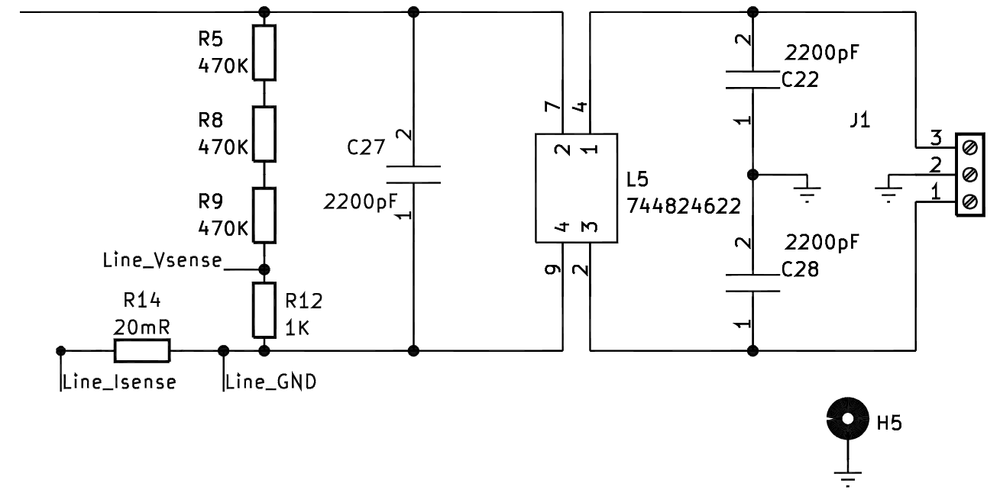 R5
470K
R8
470K
R9
470K
Line_Vsense
R14
20mR
R12
1K
Line_Isense
Line_GND
C27
2200pF
2
1
7
4
2
1
4
3
9
2
L5
744824622
2
2200pF
C22
1
2
2200pF
C28
1
J1
3
2
1
H5